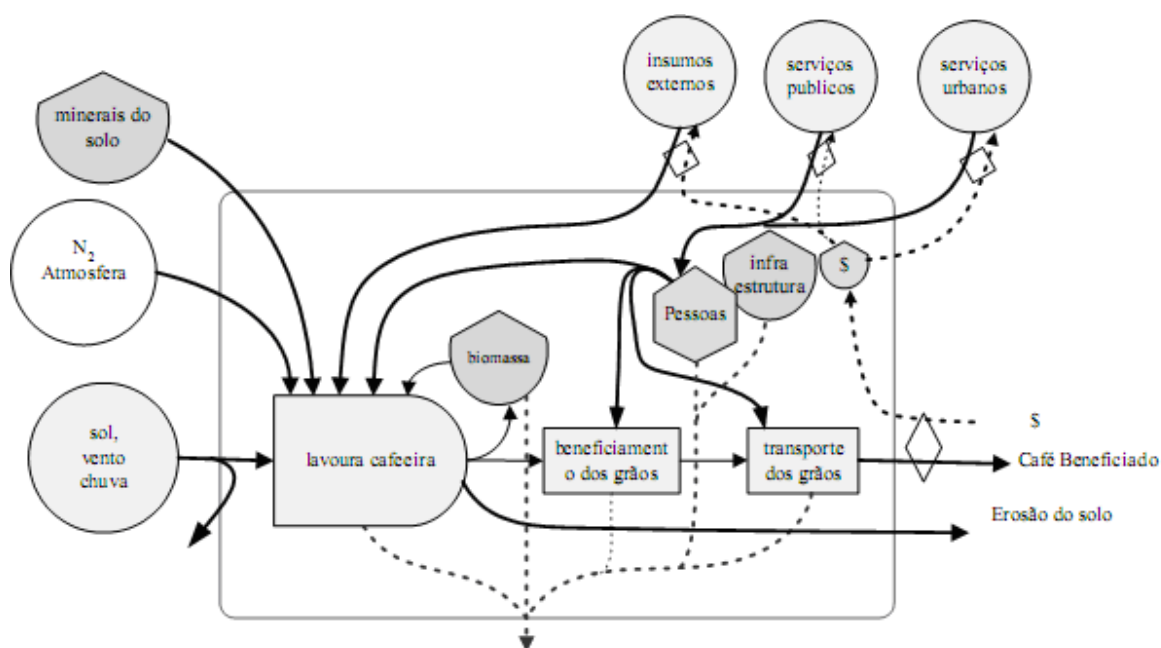 insumos
externos
serviços
publicos
serviços
urbanos
minerais do
solo
N₂
Atmosfera
infra
estrutura
$
Pessoas
biomassa
sol,
vento
chuva
lavoura cafeeira
beneficiament
o dos grãos
transporte
dos grãos
$
Café Beneficiado
Erosão do solo